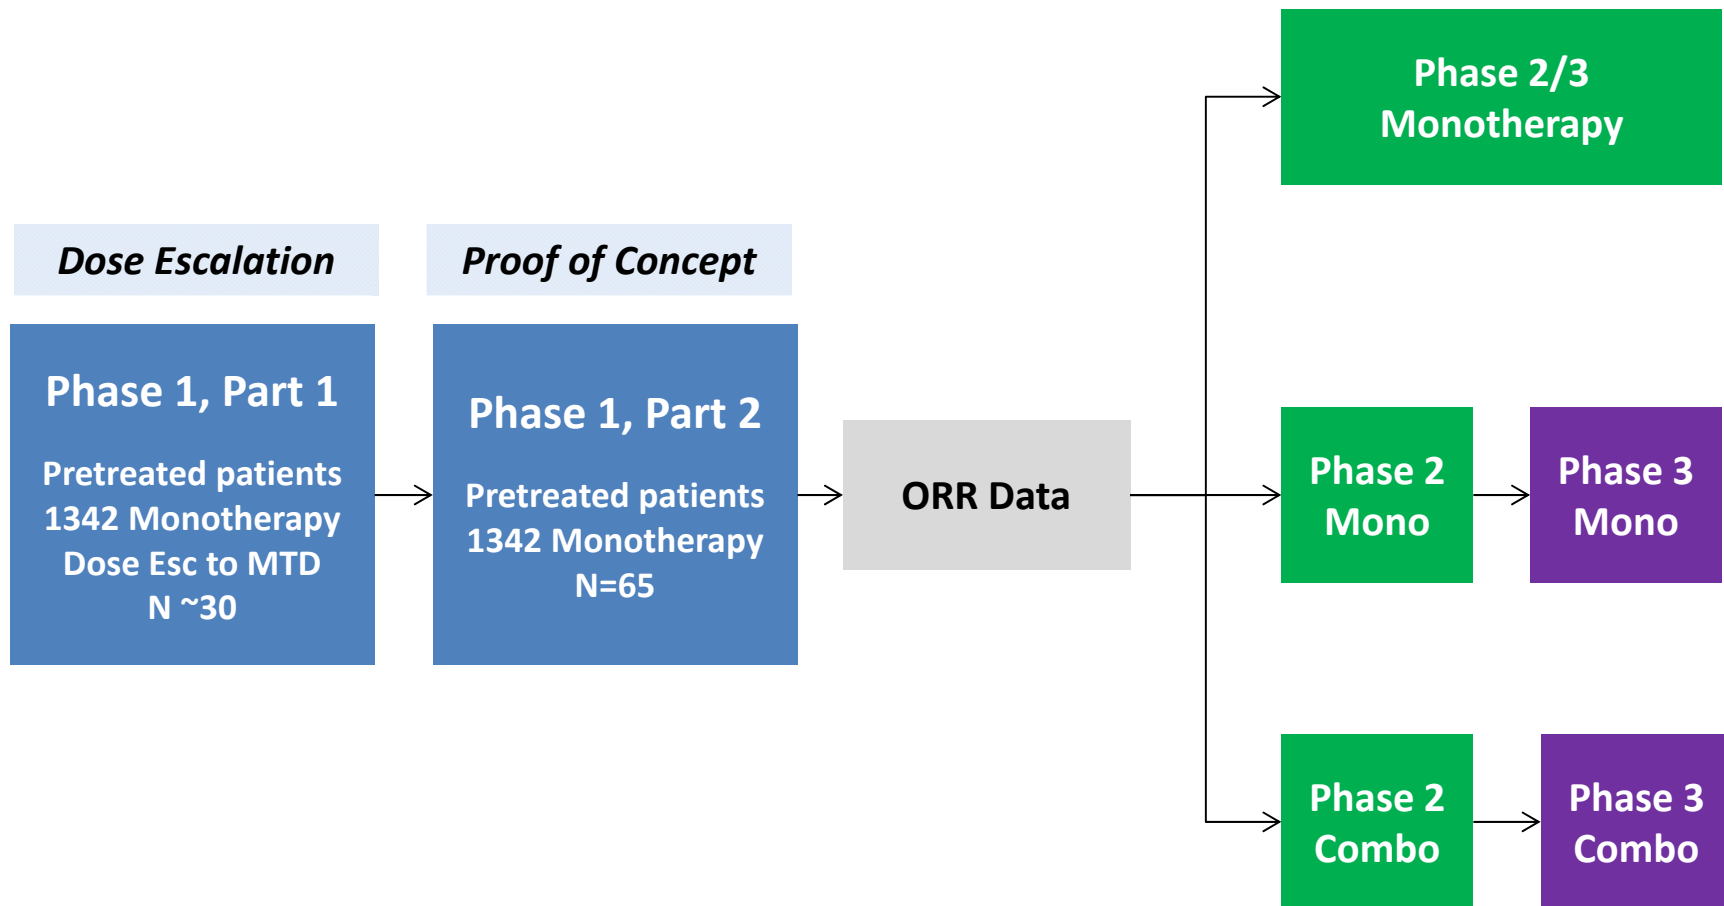 Dose Escalation
Phase 1, Part 1
Pretreated patients
1342 Monotherapy
Dose Esc to MTD
N ~30
Proof of Concept
Phase 1, Part 2
Pretreated patients
1342 Monotherapy
N=65
ORR Data
Phase 2/3
Monotherapy
Phase 2
Mono
Phase 3
Mono
Phase 2
Combo
Phase 3
Combo